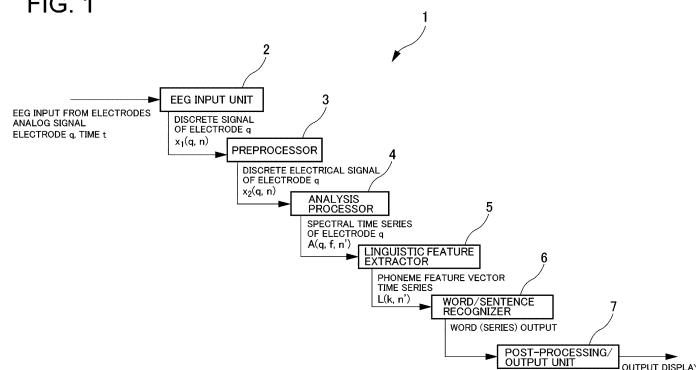 FIG. 1
1
2
EEG INPUT UNIT
EEG INPUT FROM ELECTRODES
ANALOG SIGNAL
ELECTRODE q, TIME t
DISCRETE SIGNAL
OF ELECTRODE q
x₁(q, n)
3
PREPROCESSOR
DISCRETE ELECTRICAL SIGNAL
OF ELECTRODE q
x₂(q, n)
4
ANALYSIS
PROCESSOR
SPECTRAL TIME SERIES
OF ELECTRODE q
A(q, f, n')
5
LINGUISTIC FEATURE
EXTRACTOR
PHONEME FEATURE VECTOR
TIME SERIES
L(k, n')
6
WORD/SENTENCE
RECOGNIZER
WORD (SERIES) OUTPUT
7
POST-PROCESSING/
OUTPUT UNIT
OUTPUT DISPLAY